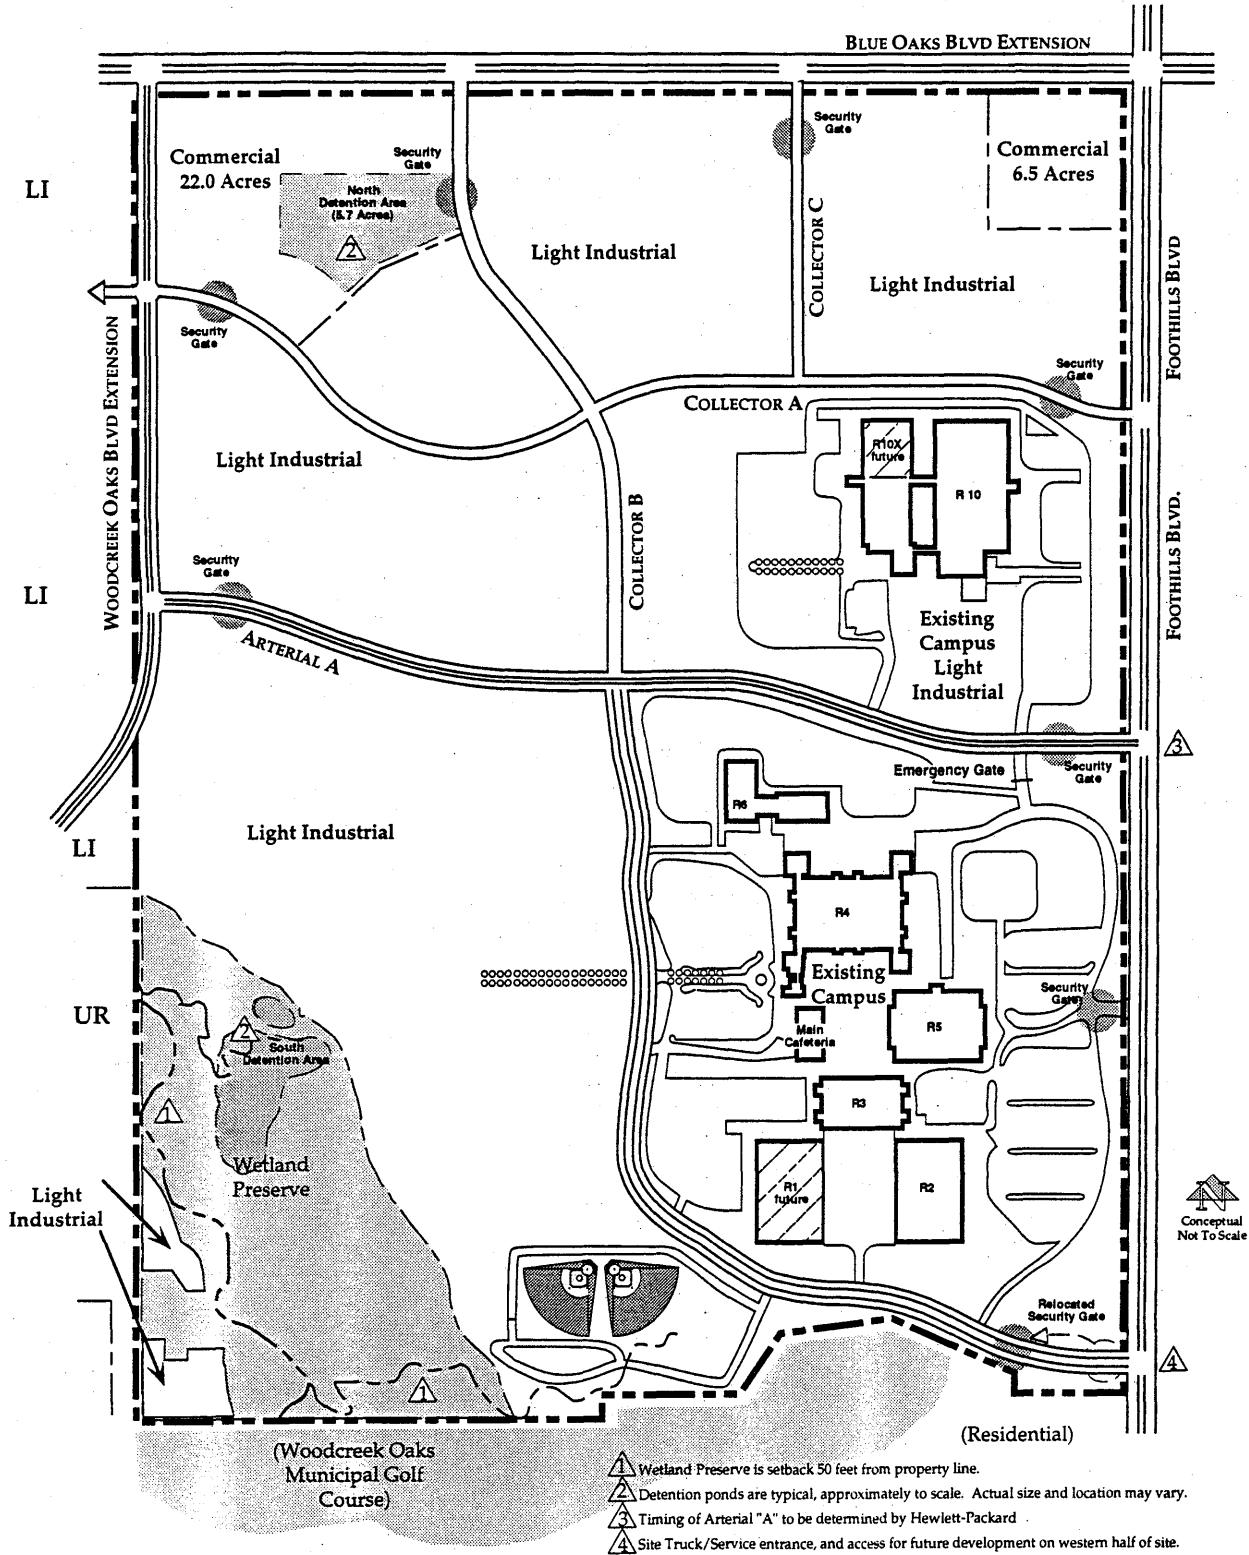 BLUE OAKS BLVD EXTENSION
Security
Gate
Commercial
22.0 Acres
Security
Gate
Commercial
6.5 Acres
LI
North
Detention Area
(5.7 Acres)
2
Light Industrial
COLLECTOR C
Light Industrial
FOOTHILLS BLVD
Security
Gate
WOODCREEK OAKS BLVD EXTENSION
Security
Gate
COLLECTOR A
R10X
future
R 10
Light Industrial
COLLECTOR B
FOOTHILLS BLVD.
Security
Gate
LI
ARTERIAL A
Existing
Campus
Light
Industrial
3
Emergency Gate
Security
Gate
R6
Light Industrial
LI
R4
Existing
Campus
Security
Gate
UR
2
South
Detention Area
R5
Main
Cafeteria
1
R3
Wetland
Preserve
R1
future
R2
Light
Industrial
N
Conceptual
Not To Scale
Relocated
Security Gate
4
1
(Residential)
(Woodcreek Oaks
Municipal Golf
Course)
1 Wetland Preserve is setback 50 feet from property line.
2 Detention ponds are typical, approximately to scale. Actual size and location may vary.
3 Timing of Arterial "A" to be determined by Hewlett-Packard
4 Site Truck/Service entrance, and access for future development on western half of site.